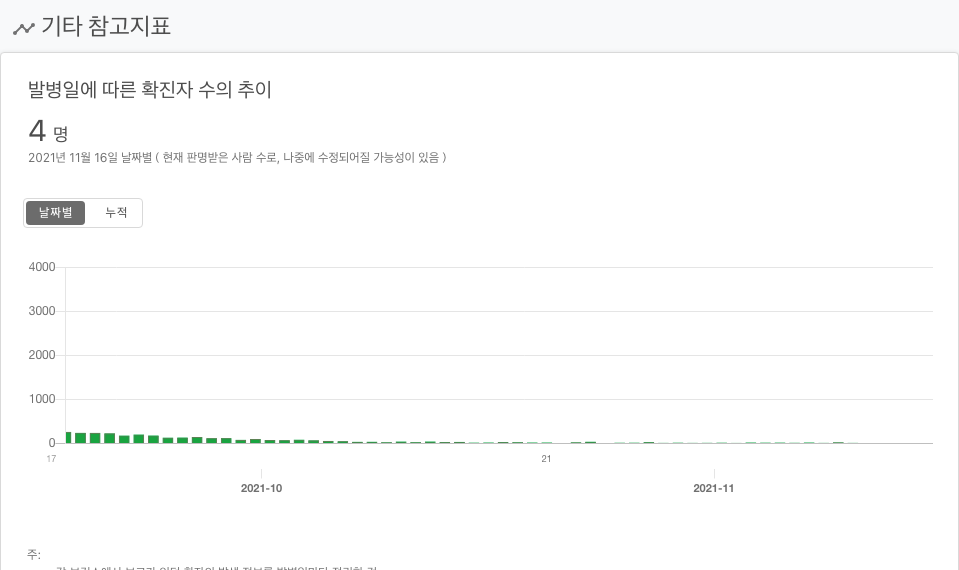 기타 참고지표
발병일에 따른 확진자 수의 추이
4 명
2021년 11월 16일 날짜별 ( 현재 판명받은 사람 수로, 나중에 수정되어질 가능성이 있음 )
날짜별 누적
4000
3000
2000
1000
0
17 21
2021-10 2021-11
주: